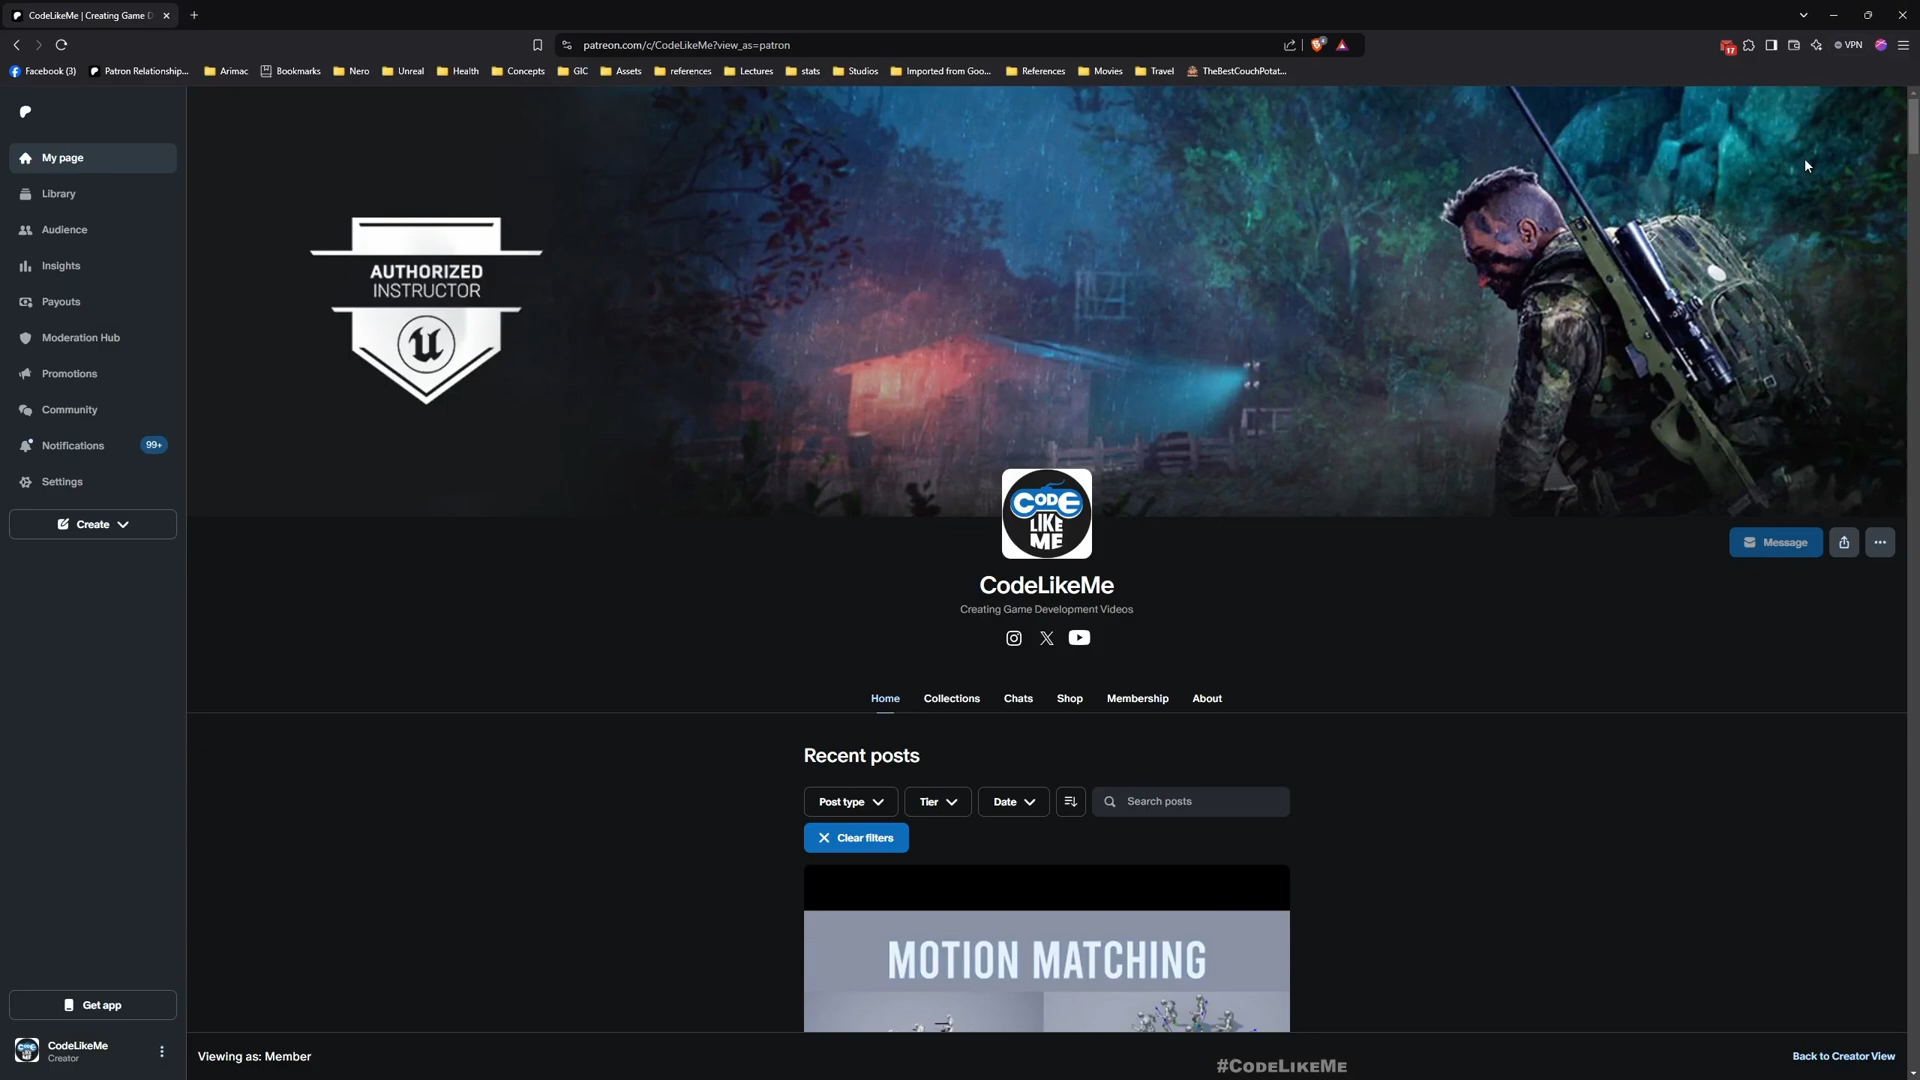 CodeLikeMe | Creating Game D
patreon.com/c/CodeLikeMe?view_as=patron
17
4
VPN
Facebook (3)
Patron Relationship...
Arimac
Bookmarks
Nero
Unreal
Health
Concepts
GIC
Assets
references
Lectures
stats
Studios
Imported from Goo...
References
Movies
Travel
TheBestCouchPotat...
My page
Library
Audience
Insights
Payouts
Moderation Hub
Promotions
Community
Notifications
99+
Settings
Create
AUTHORIZED
INSTRUCTOR
CODE
LIKE
ME
Message
CodeLikeMe
Creating Game Development Videos
Home
Collections
Chats
Shop
Membership
About
Recent posts
Post type
Tier
Date
Search posts
Clear filters
MOTION MATCHING
Get app
CodeLikeMe
Creator
Viewing as: Member
#CodeLikeMe
Back to Creator View